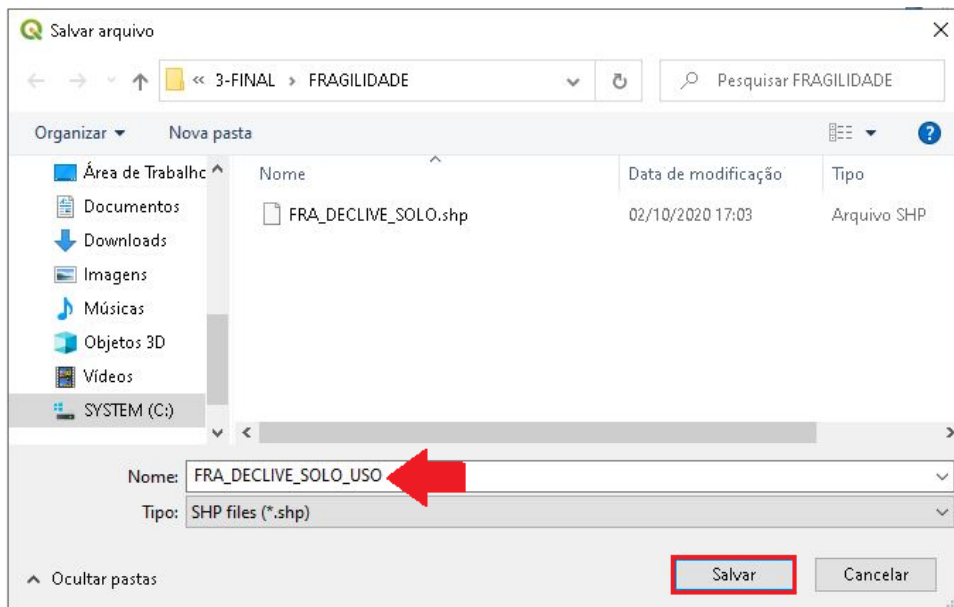 Salvar arquivo
« 3-FINAL > FRAGILIDADE
Pesquisar FRAGILIDADE
Organizar
Nova pasta
?
Área de Trabalho
Nome
Data de modificação
Tipo
Documentos
FRA_DECLIVE_SOLO.shp
02/10/2020 17:03
Arquivo SHP
Downloads
Imagens
Músicas
Objetos 3D
Vídeos
SYSTEM (C:)
Nome: FRA_DECLIVE_SOLO_USO
Tipo: SHP files (*.shp)
Ocultar pastas
Salvar
Cancelar